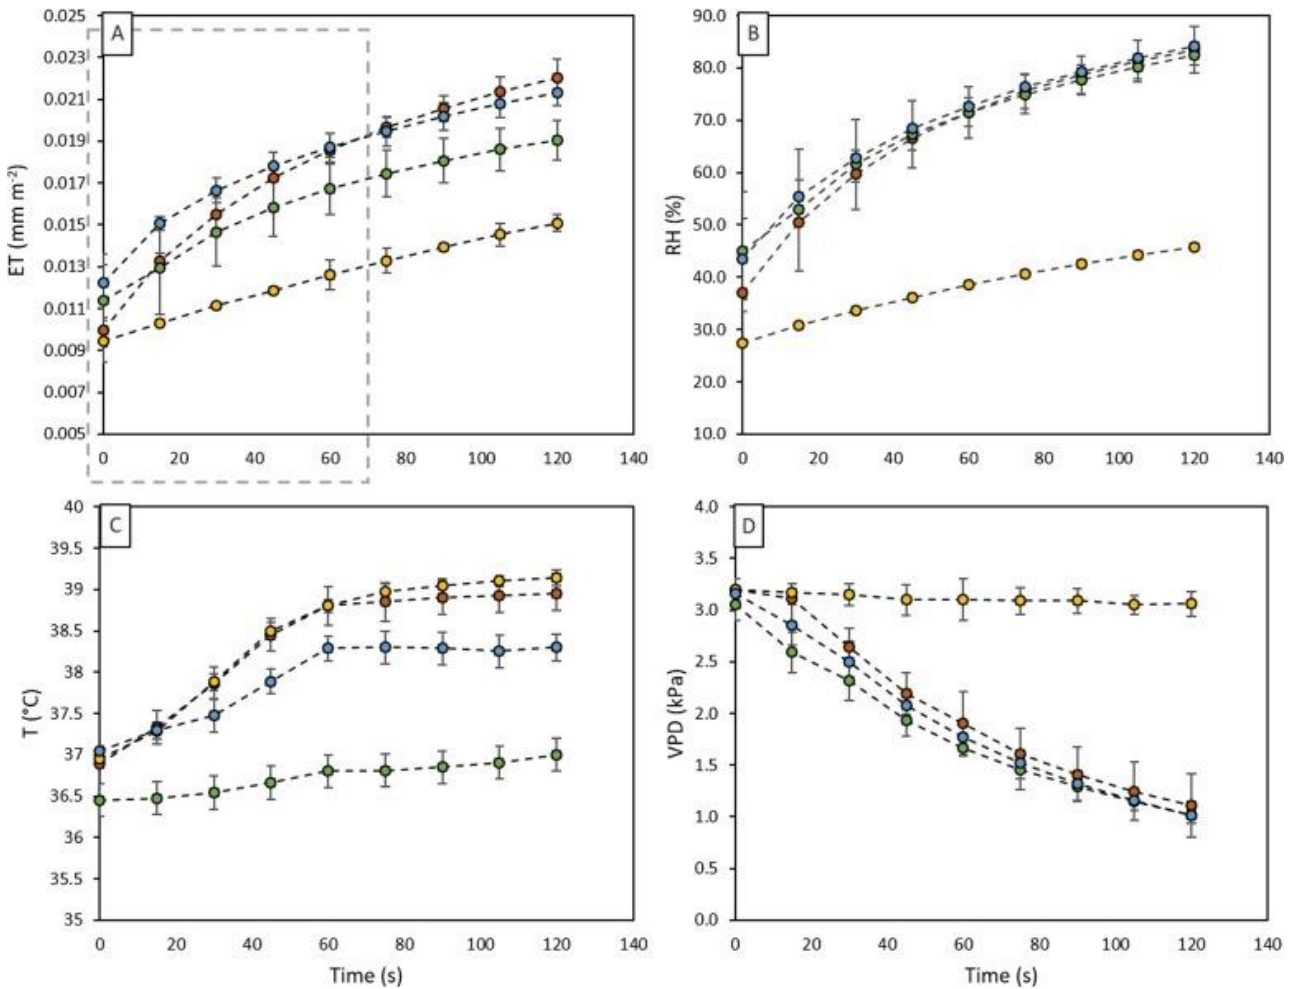 A
ET (mm m⁻²)
0.025
0.023
0.021
0.019
0.017
0.015
0.013
0.011
0.009
0.007
0.005
0 20 40 60 80 100 120 140
B
RH (%)
90.0
80.0
70.0
60.0
50.0
40.0
30.0
20.0
10.0
0 20 40 60 80 100 120 140
C
T (°C)
40
39.5
39
38.5
38
37.5
37
36.5
36
35.5
35
0 20 40 60 80 100 120 140
Time (s)
D
VPD (kPa)
4.0
3.5
3.0
2.5
2.0
1.5
1.0
0.5
0.0
0 20 40 60 80 100 120 140
Time (s)